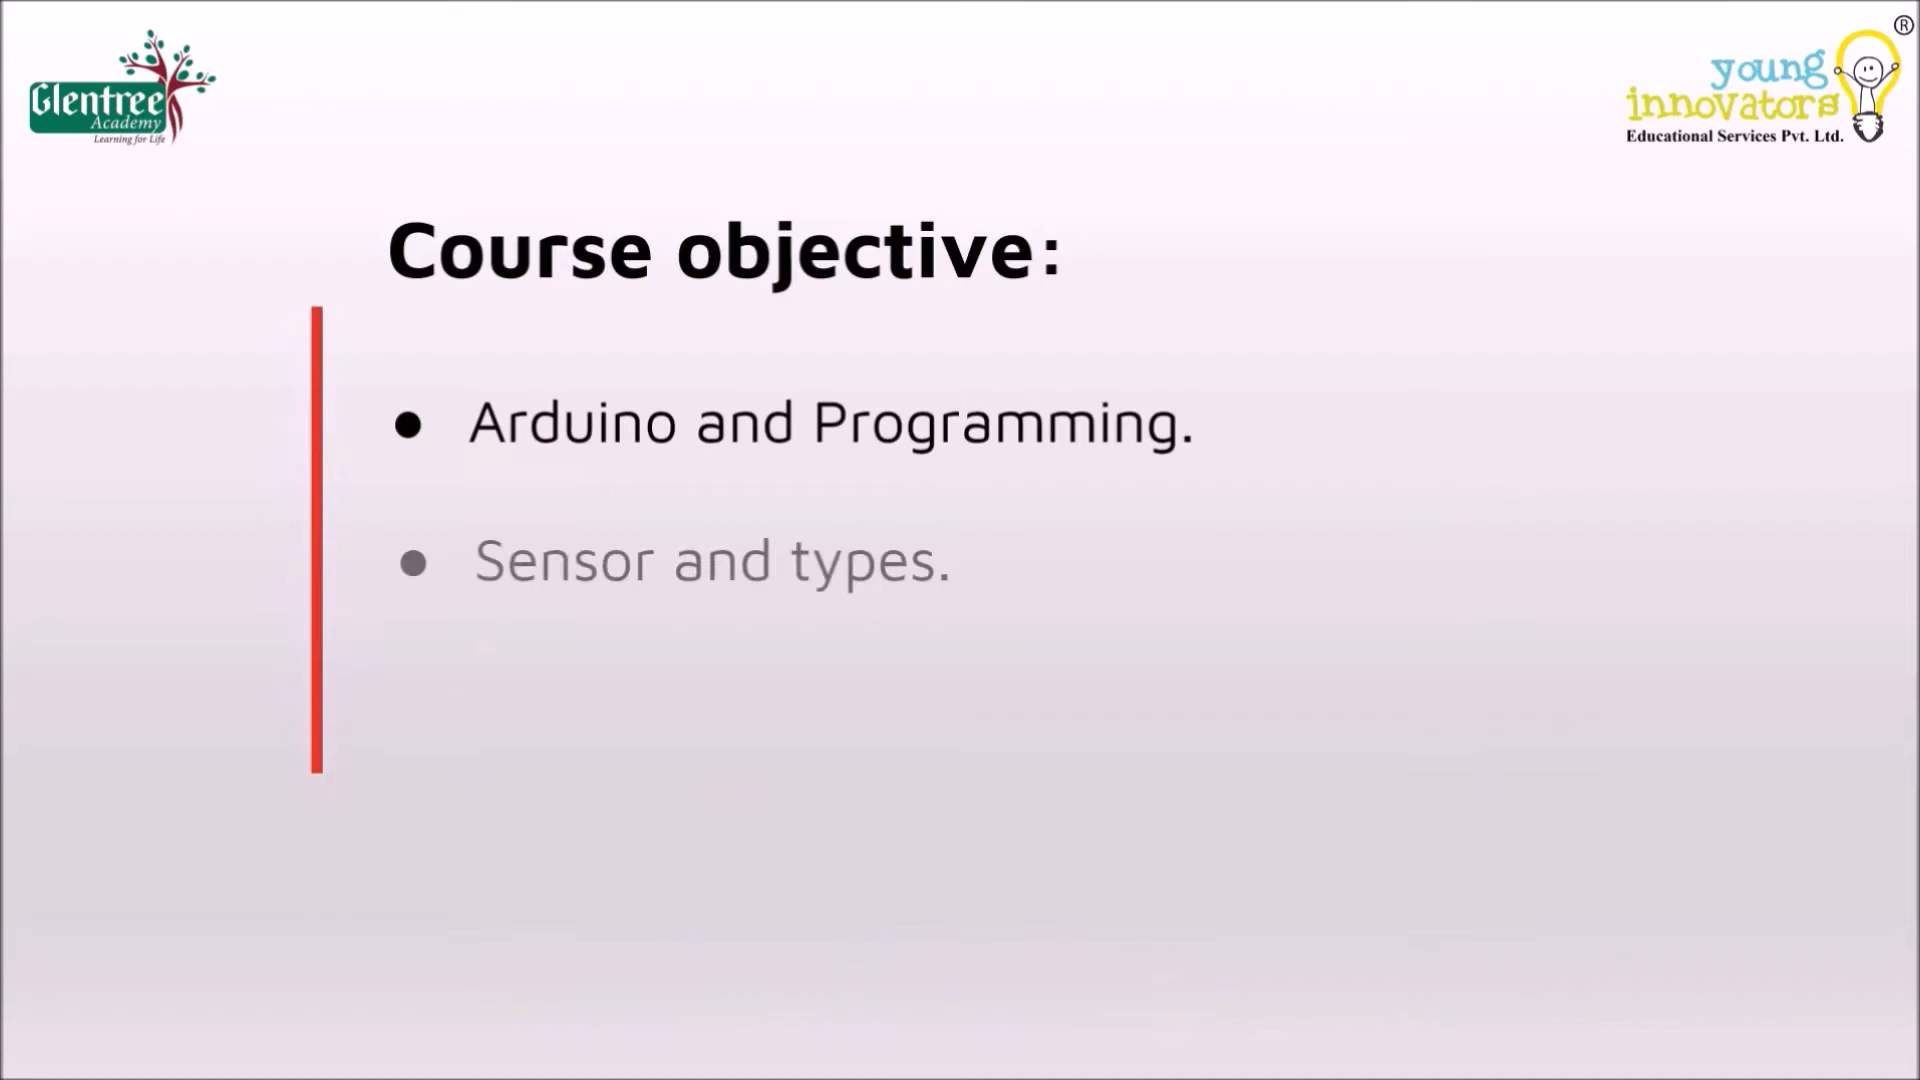 Glentree
Academy
Learning for Life
young
innovators
Educational Services Pvt. Ltd.
®
Course objective:
● Arduino and Programming.
● Sensor and types.